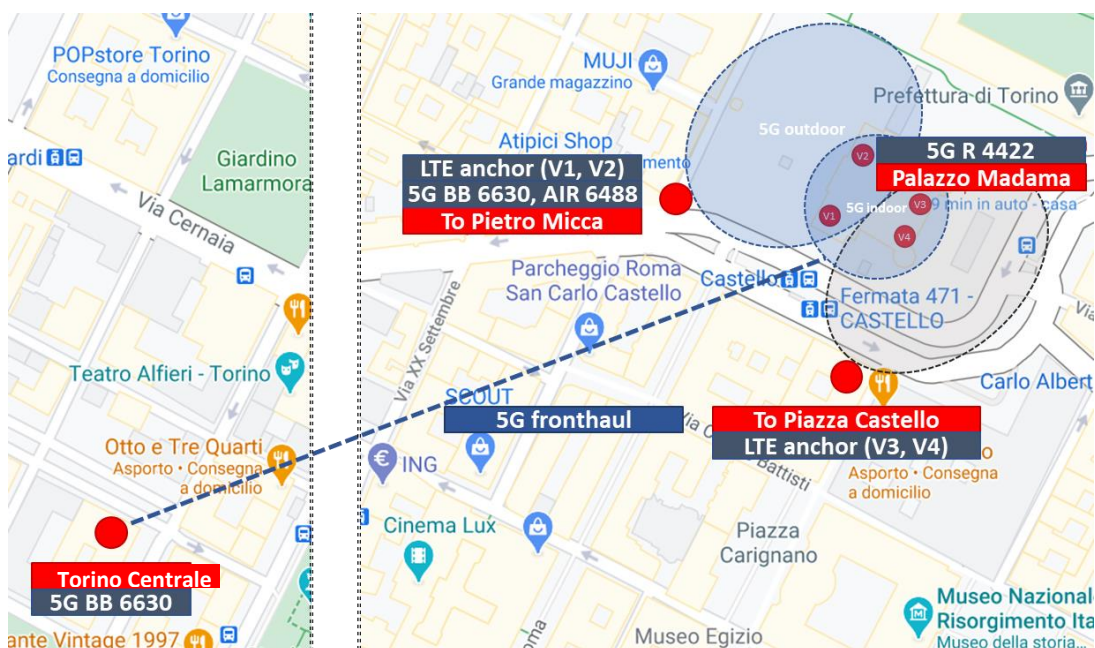 POPstore Torino
Consegna a domicilio
ardi
Giardino
Lamarmora
Via Cernaia
Teatro Alfieri - Torino
Otto e Tre Quarti
Asporto • Consegna
a domicilio
Torino Centrale
5G BB 6630
ante Vintage 1997
MUJI
Grande magazzino
Prefettura di Torino
5G outdoor
Atipici Shop
mento
LTE anchor (V1, V2)
5G BB 6630, AIR 6488
To Pietro Micca
5G R 4422
Palazzo Madama
9 min in auto - casa
V2
5G indoor
V3
V1
V4
Parcheggio Roma
San Carlo Castello
Castello
Fermata 471 -
CASTELLO
Via XX Settembre
Via
Carlo Albert
SCOUT
5G fronthaul
To Piazza Castello
LTE anchor (V3, V4)
Via C
Battisti
o
Asporto • Consegna
a domicilio
ING
Cinema Lux
Piazza
Carignano
Museo Nazionale
Risorgimento Ita
Museo della storia...
oma
Museo Egizio